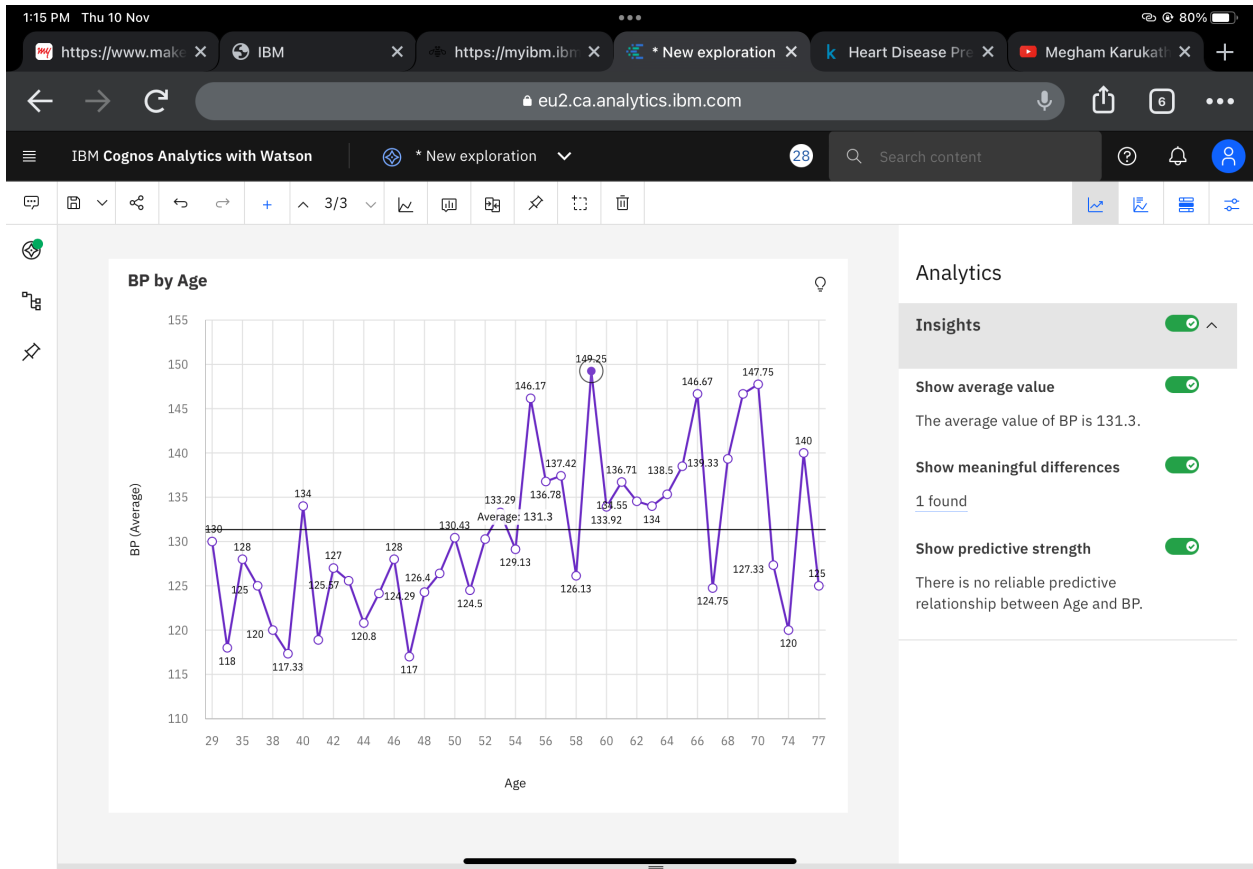 1:15 PM Thu 10 Nov
80%
https://www.make
IBM
https://myibm.ibm
* New exploration
Heart Disease Pre
Megham Karukath
eu2.ca.analytics.ibm.com
6
IBM Cognos Analytics with Watson
* New exploration
28
Search content
3/3
BP by Age
155
150
145
140
135
130
125
120
115
110
BP (Average)
149.25
147.75
146.17
146.67
140
137.42
136.71
138.5
139.33
134
133.29
136.78
134.55
Average: 131.3
133.92
134
130
130.43
128
127
128
129.13
127.33
125
125.67
126.4
126.13
125
124.29
124.5
124.75
120
120.8
120
118
117.33
117
29 35 38 40 42 44 46 48 50 52 54 56 58 60 62 64 66 68 70 74 77
Age
Analytics
Insights
Show average value
The average value of BP is 131.3.
Show meaningful differences
1 found
Show predictive strength
There is no reliable predictive
relationship between Age and BP.